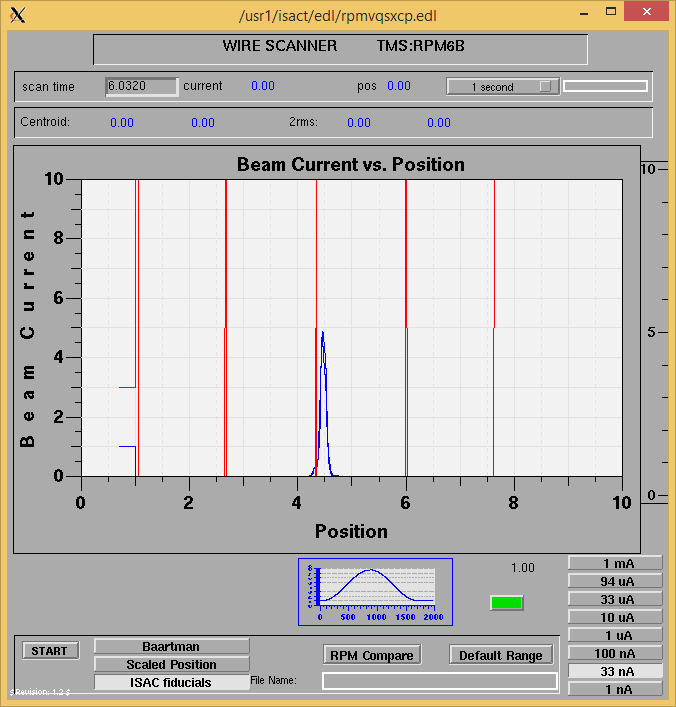 /usr1/isact/edl/rpmvqsxcp.edl
WIRE SCANNER TMS:RPM6B
scan time 6.0320 current 0.00 pos 0.00 1 second
Centroid: 0.00 0.00 2rms: 0.00 0.00
Beam Current vs. Position
10
8
6
4
2
0
Beam Current
0 2 4 6 8 10
Position
10
5
0
8
0 500 1000 1500 2000
1.00
1 mA
94 uA
33 uA
10 uA
1 uA
100 nA
33 nA
1 nA
START
Baartman
Scaled Position
ISAC fiducials
RPM Compare
Default Range
File Name:
$Revision: 1.2 $